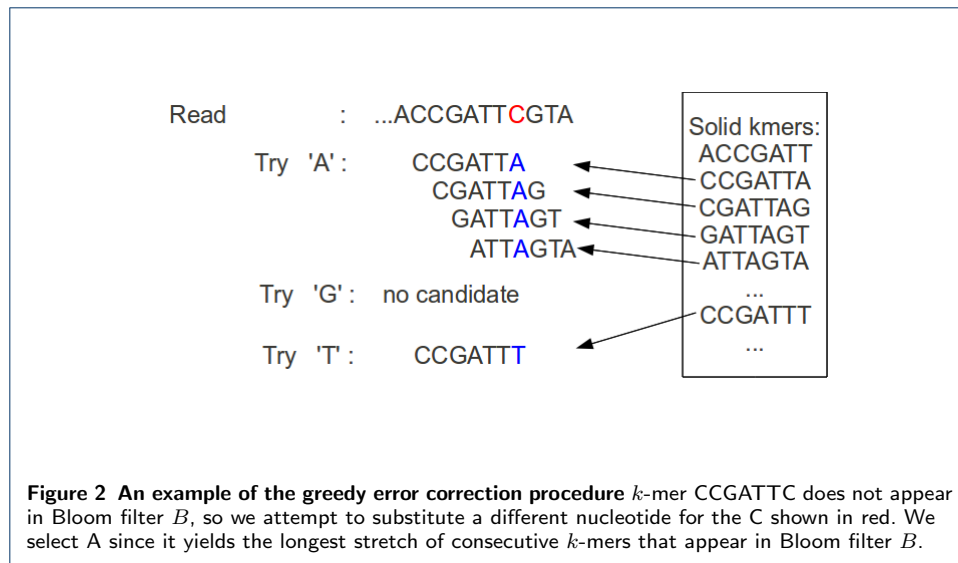 Read : ...ACCGATTCGTA
Solid kmers:
ACCGATT
Try 'A' : CCGATTA
CCGATTA
CGATTAG
CGATTAG
GATTAGT
GATTAGT
ATTAGTA
ATTAGTA
...
Try 'G' : no candidate
CCGATTT
Try 'T' : CCGATTT
...
Figure 2 An example of the greedy error correction procedure k-mer CCGATTC does not appear
in Bloom filter B, so we attempt to substitute a different nucleotide for the C shown in red. We
select A since it yields the longest stretch of consecutive k-mers that appear in Bloom filter B.